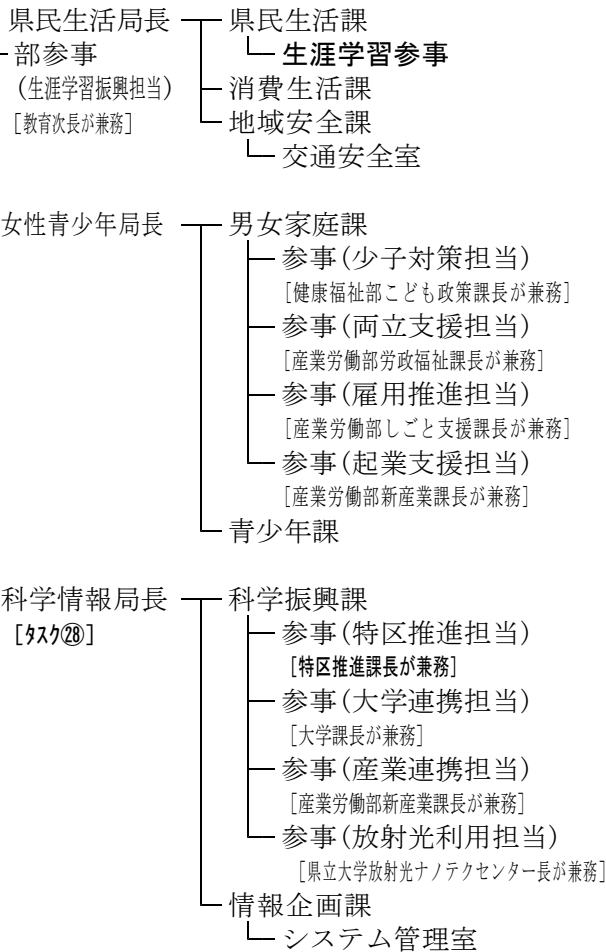 県民生活局長 県民生活課
部参事 生涯学習参事
(生涯学習振興担当) 消費生活課
[教育次長が兼務] 地域安全課
交通安全室
女性青少年局長 男女家庭課
参事(少子対策担当)
[健康福祉部こども政策課長が兼務]
参事(両立支援担当)
[産業労働部労政福祉課長が兼務]
参事(雇用推進担当)
[産業労働部しごと支援課長が兼務]
参事(起業支援担当)
[産業労働部新産業課長が兼務]
青少年課
科学情報局長 科学振興課
[タスク㉘] 参事(特区推進担当)
[特区推進課長が兼務]
参事(大学連携担当)
[大学課長が兼務]
参事(産業連携担当)
[産業労働部新産業課長が兼務]
参事(放射光利用担当)
[県立大学放射光ナノテクセンター長が兼務]
情報企画課
システム管理室